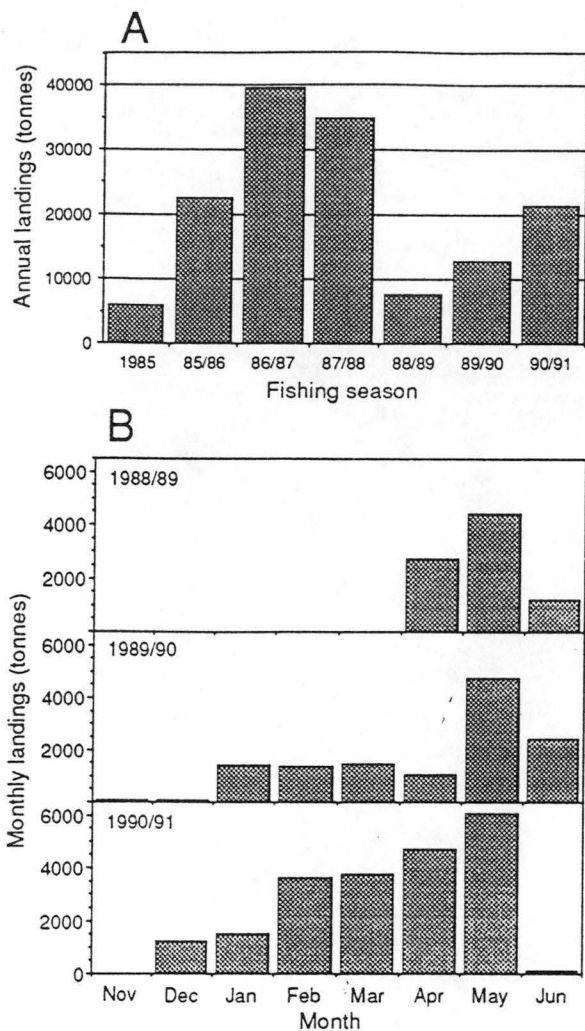 A
Annual landings (tonnes)
40000
30000
20000
10000
0
1985 85/86 86/87 87/88 88/89 89/90 90/91
Fishing season
B
Monthly landings (tonnes)
6000
1988/89
4000
2000
6000
1989/90
4000
2000
0
6000
1990/91
4000
2000
0
Nov Dec Jan Feb Mar Apr May Jun
Month